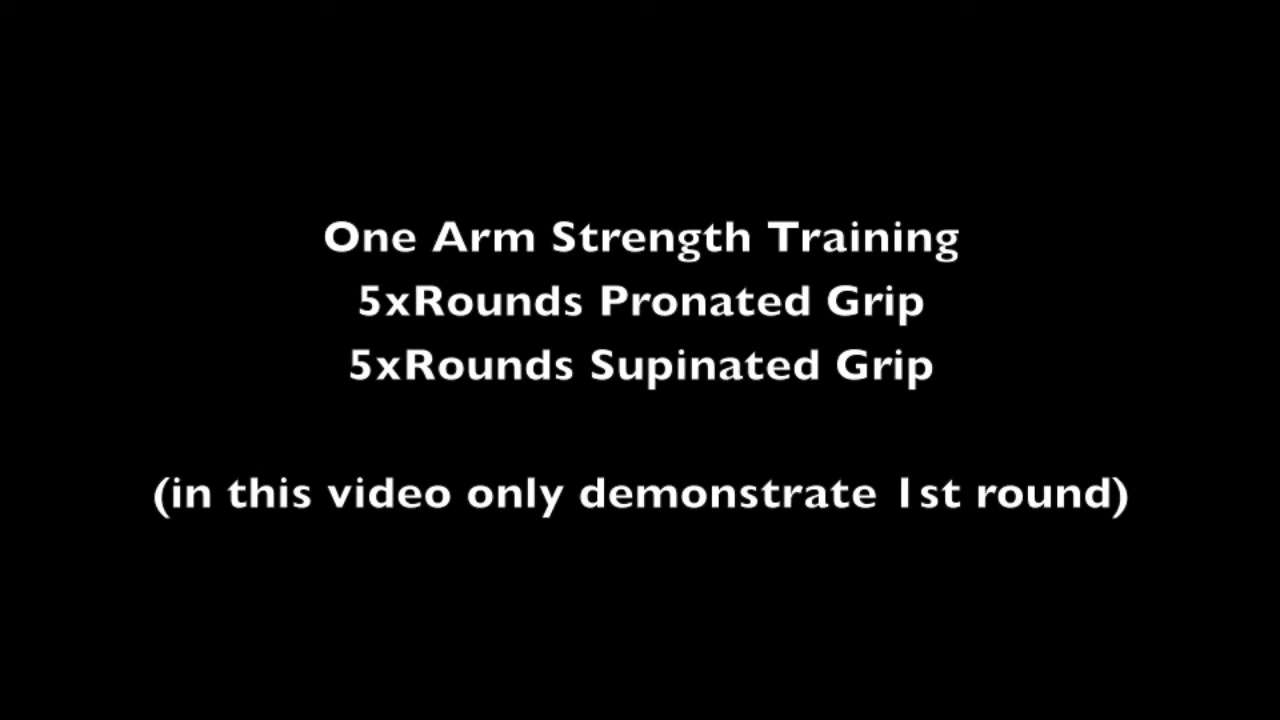 One Arm Strength Training
5xRounds Pronated Grip
5xRounds Supinated Grip
(in this video only demonstrate 1st round)